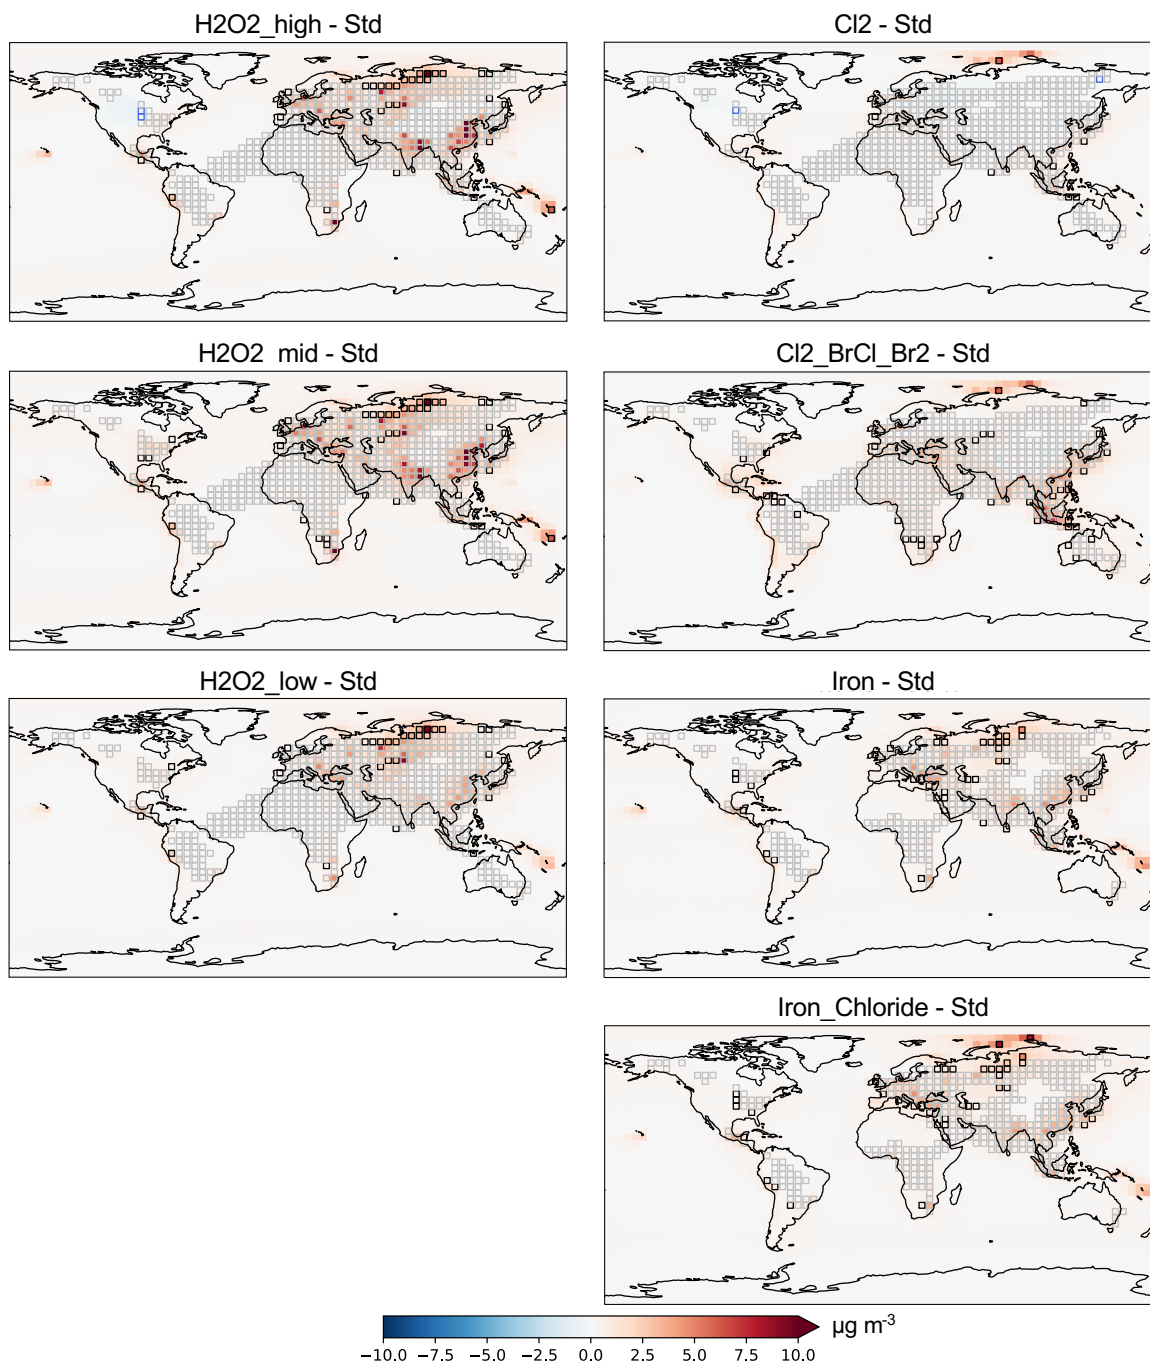 H2O2_high - Std
Cl2 - Std
H2O2 mid - Std
Cl2_BrCl_Br2 - Std
H2O2_low - Std
Iron - Std
Iron_Chloride - Std
µg m-3
−10.0 −7.5 −5.0 −2.5 0.0 2.5 5.0 7.5 10.0